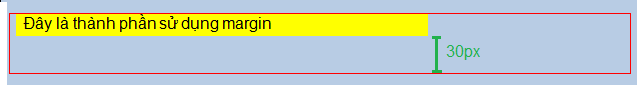 Đây là thành phần sử dụng margin
30px